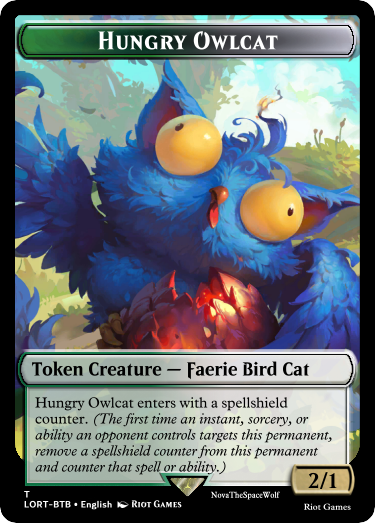 Hungry Owlcat
Token Creature — Faerie Bird Cat
Hungry Owlcat enters with a spellshield
counter. (The first time an instant, sorcery, or
ability an opponent controls targets this permanent,
remove a spellshield counter from this permanent
and counter that spell or ability.)
2/1
T
LORT-BTB • English Riot Games
NovaTheSpaceWolf
Riot Games